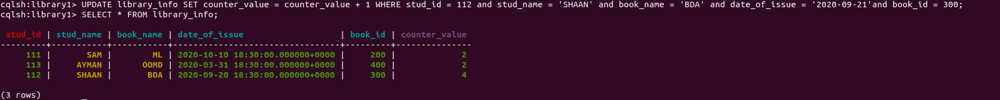 cqlsh:library1> UPDATE library_info SET counter_value = counter_value + 1 WHERE stud_id = 112 and stud_name = 'SHAAN' and book_name = 'BDA' and date_of_issue = '2020-09-21'and book_id = 300;
cqlsh:library1> SELECT * FROM library_info;
 stud_id | stud_name | book_name | date_of_issue                   | book_id | counter_value
---------+-----------+-----------+---------------------------------+---------+---------------
     111 |       SAM |        ML | 2020-10-10 18:30:00.000000+0000 |     200 |             2
     113 |     AYMAN |      OOMD | 2020-03-31 18:30:00.000000+0000 |     400 |             2
     112 |     SHAAN |       BDA | 2020-09-20 18:30:00.000000+0000 |     300 |             4
(3 rows)